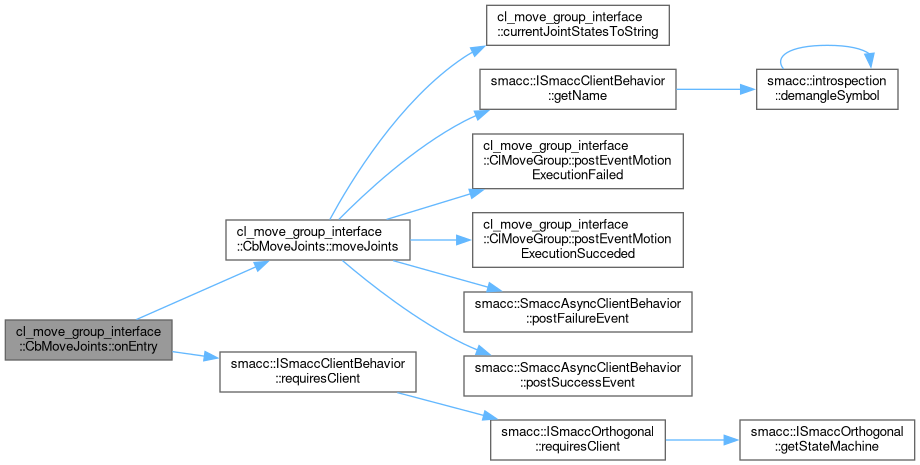 cl_move_group_interface
::CbMoveJoints::onEntry
cl_move_group_interface
::CbMoveJoints::moveJoints
smacc::ISmaccClientBehavior
::requiresClient
cl_move_group_interface
::currentJointStatesToString
smacc::ISmaccClientBehavior
::getName
cl_move_group_interface
::ClMoveGroup::postEventMotion
ExecutionFailed
cl_move_group_interface
::ClMoveGroup::postEventMotion
ExecutionSucceded
smacc::SmaccAsyncClientBehavior
::postFailureEvent
smacc::SmaccAsyncClientBehavior
::postSuccessEvent
smacc::ISmaccOrthogonal
::requiresClient
smacc::introspection
::demangleSymbol
smacc::ISmaccOrthogonal
::getStateMachine